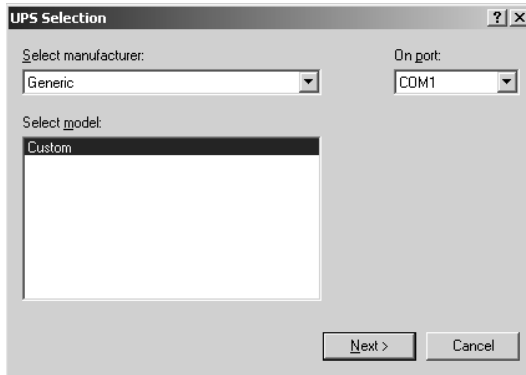 UPS Selection
Select manufacturer: On port:
Generic COM1
Select model:
Custom
Next > Cancel